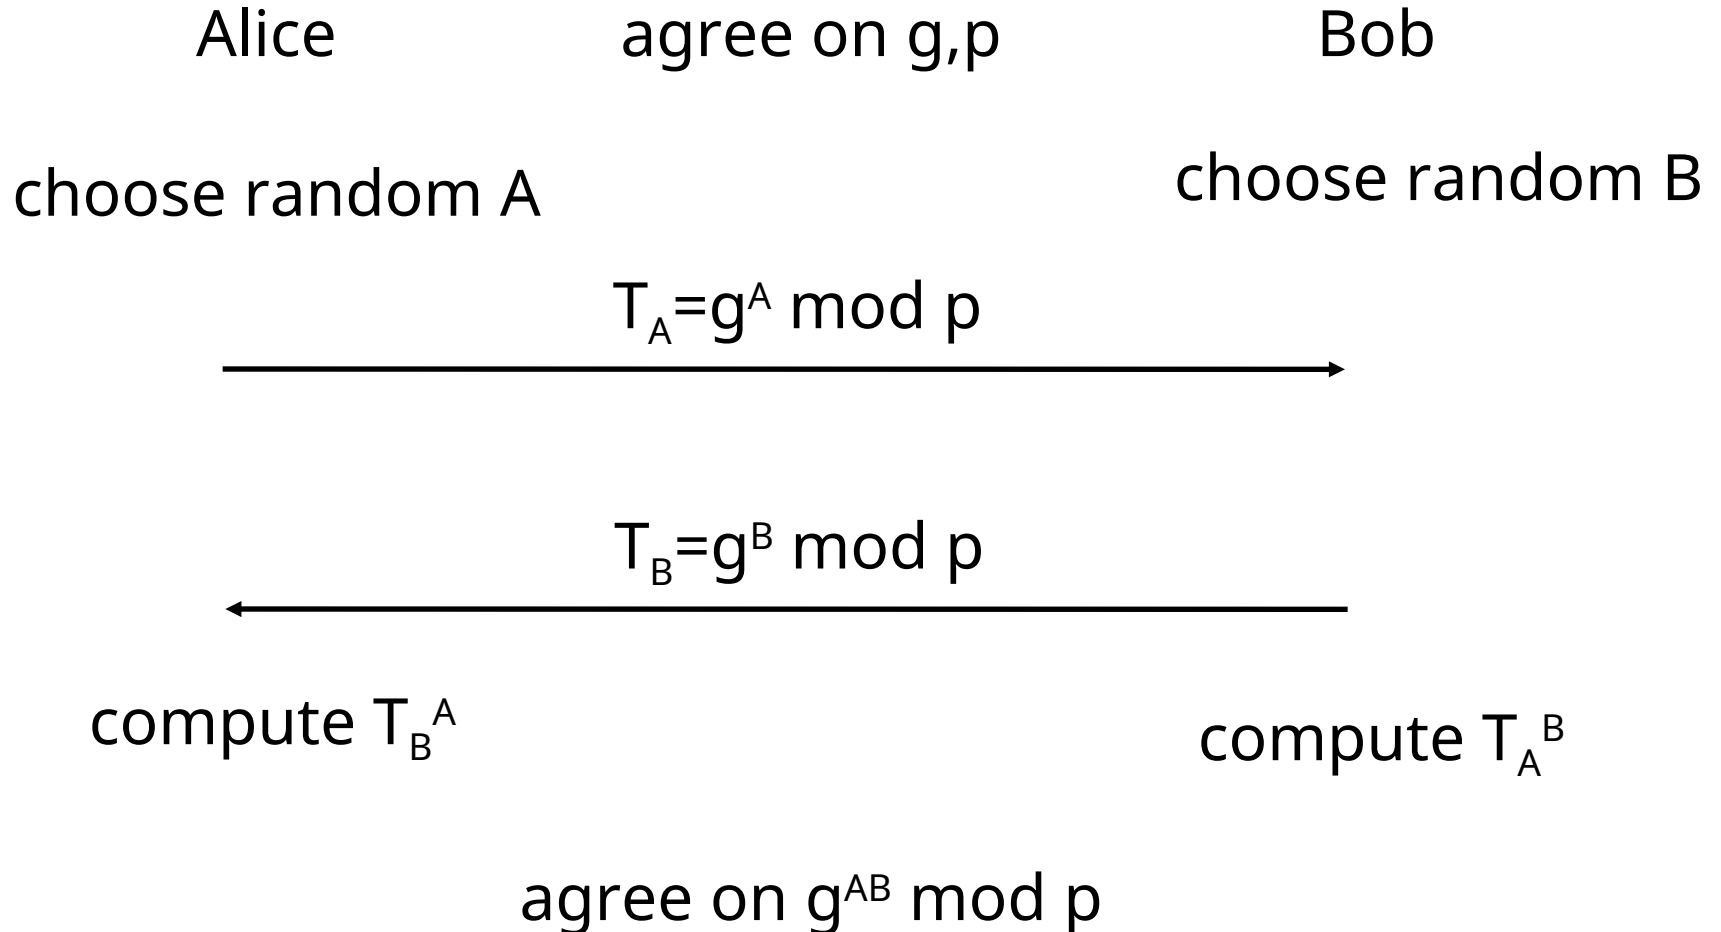 Alice agree on g,p Bob
choose random A choose random B
T_A=g^A mod p
T_B=g^B mod p
compute T_B^A compute T_A^B
agree on g^AB mod p